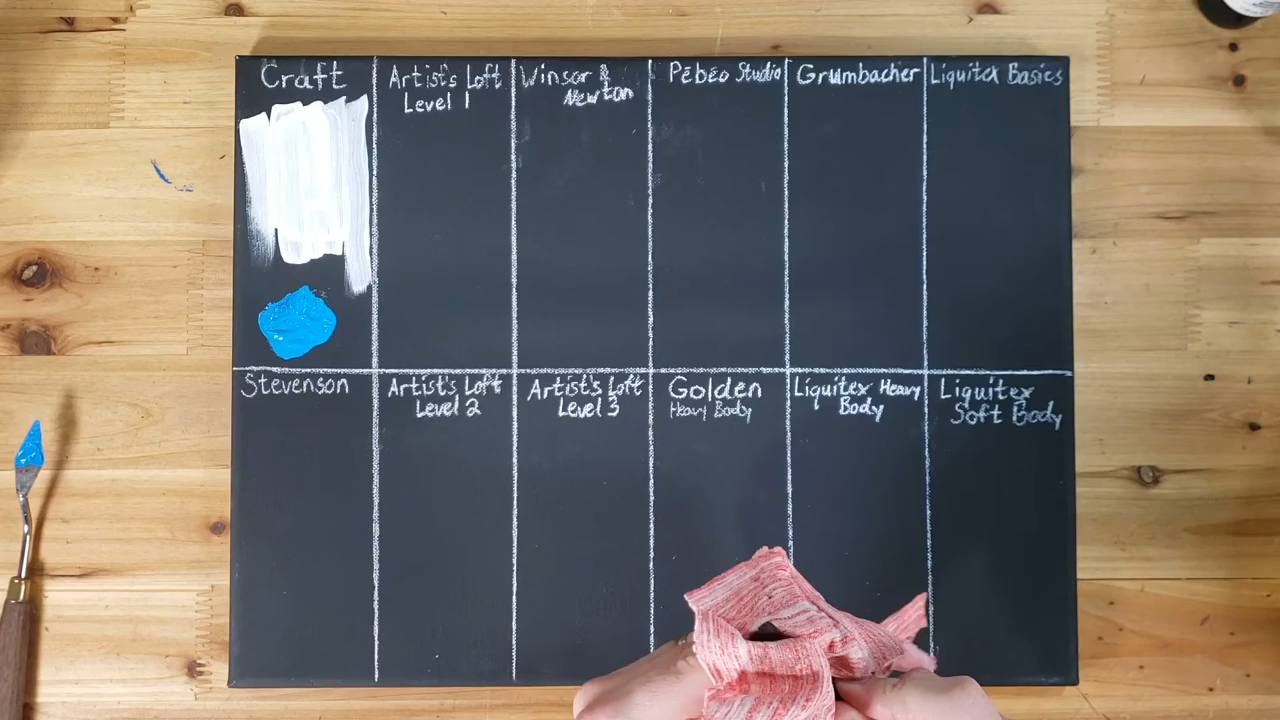 Craft
Artist's Loft
Level 1
Winsor &
Newton
Pēbēo Studio
Grumbacher
Liquitex Basics
Stevenson
Artist's Loft
Level 2
Artist's Loft
Level 3
Golden
Heavy Body
Liquitex Heavy
Body
Liquitex
Soft Body